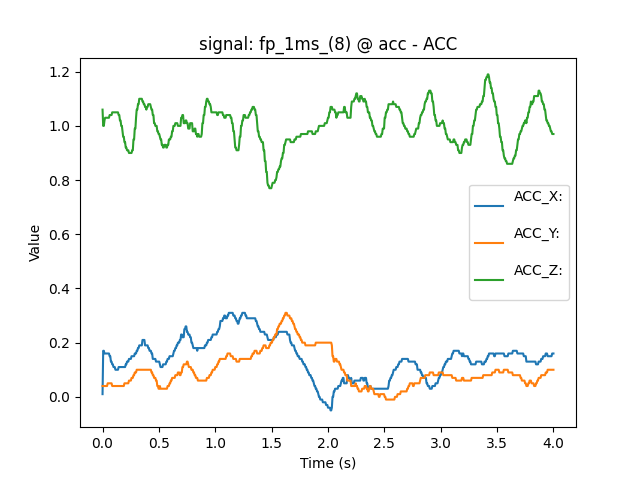 signal: fp_1ms_(8) @ acc - ACC
1.2
1.0
0.8
0.6
0.4
0.2
0.0
Value
ACC_X:
ACC_Y:
ACC_Z:
0.0 0.5 1.0 1.5 2.0 2.5 3.0 3.5 4.0
Time (s)